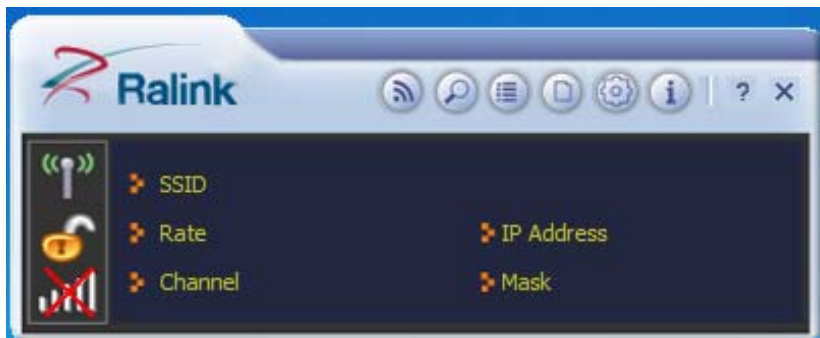 Ralink
? ×
SSID
Rate IP Address
Channel Mask